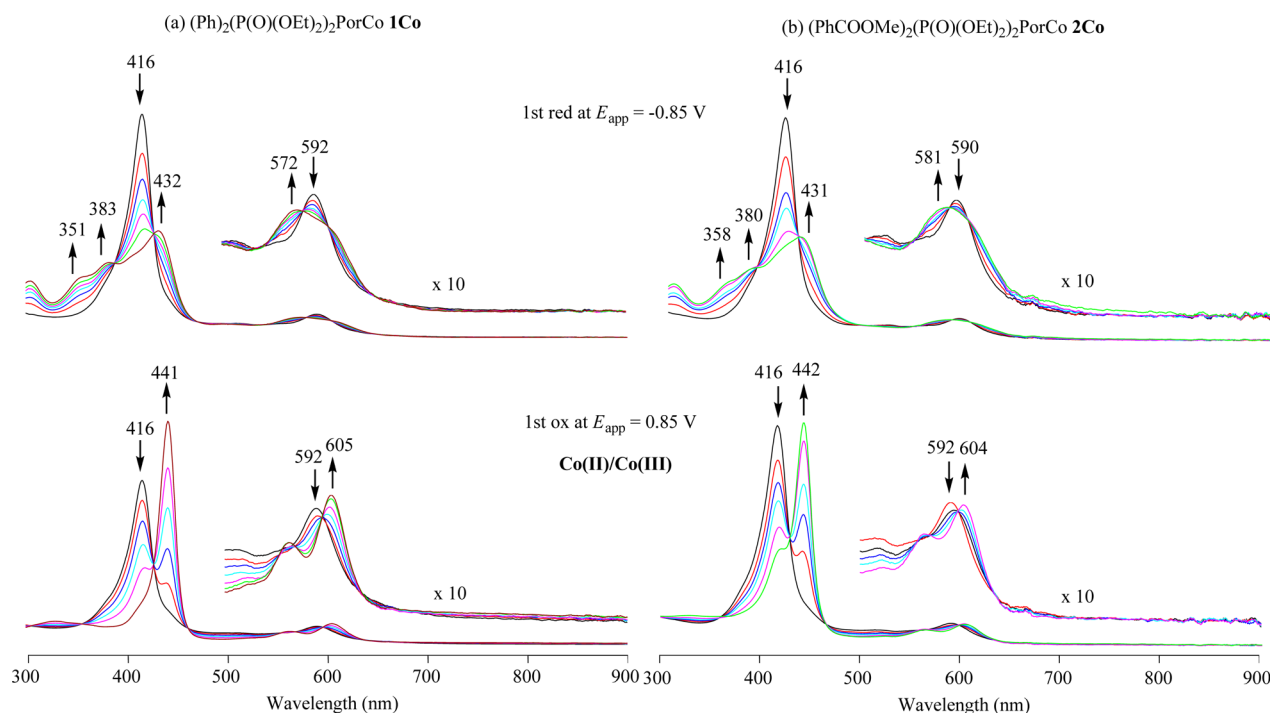 (a) (Ph)2(P(O)(OEt)2)2PorCo 1Co
(b) (PhCOOMe)2(P(O)(OEt)2)2PorCo 2Co
1st red at Eapp = -0.85 V
416
592
572
432
383
351
x 10
416
590
581
431
380
358
x 10
1st ox at Eapp = 0.85 V
Co(II)/Co(III)
441
416
592
605
x 10
416
442
592
604
x 10
300 400 500 600 700 800 900
Wavelength (nm)
300 400 500 600 700 800 900
Wavelength (nm)